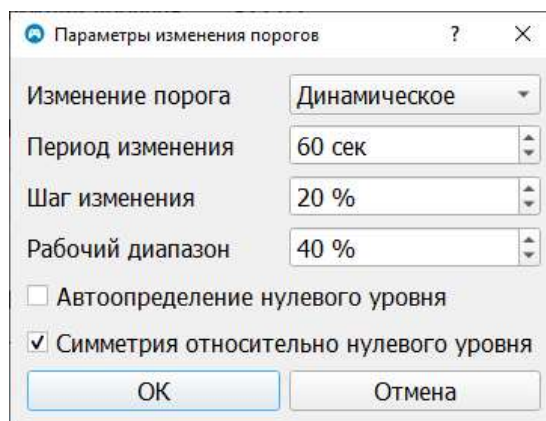 Параметры изменения порогов ? ×
Изменение порога Динамическое
Период изменения 60 сек
Шаг изменения 20 %
Рабочий диапазон 40 %
Автоопределение нулевого уровня
Симметрия относительно нулевого уровня
ОК Отмена